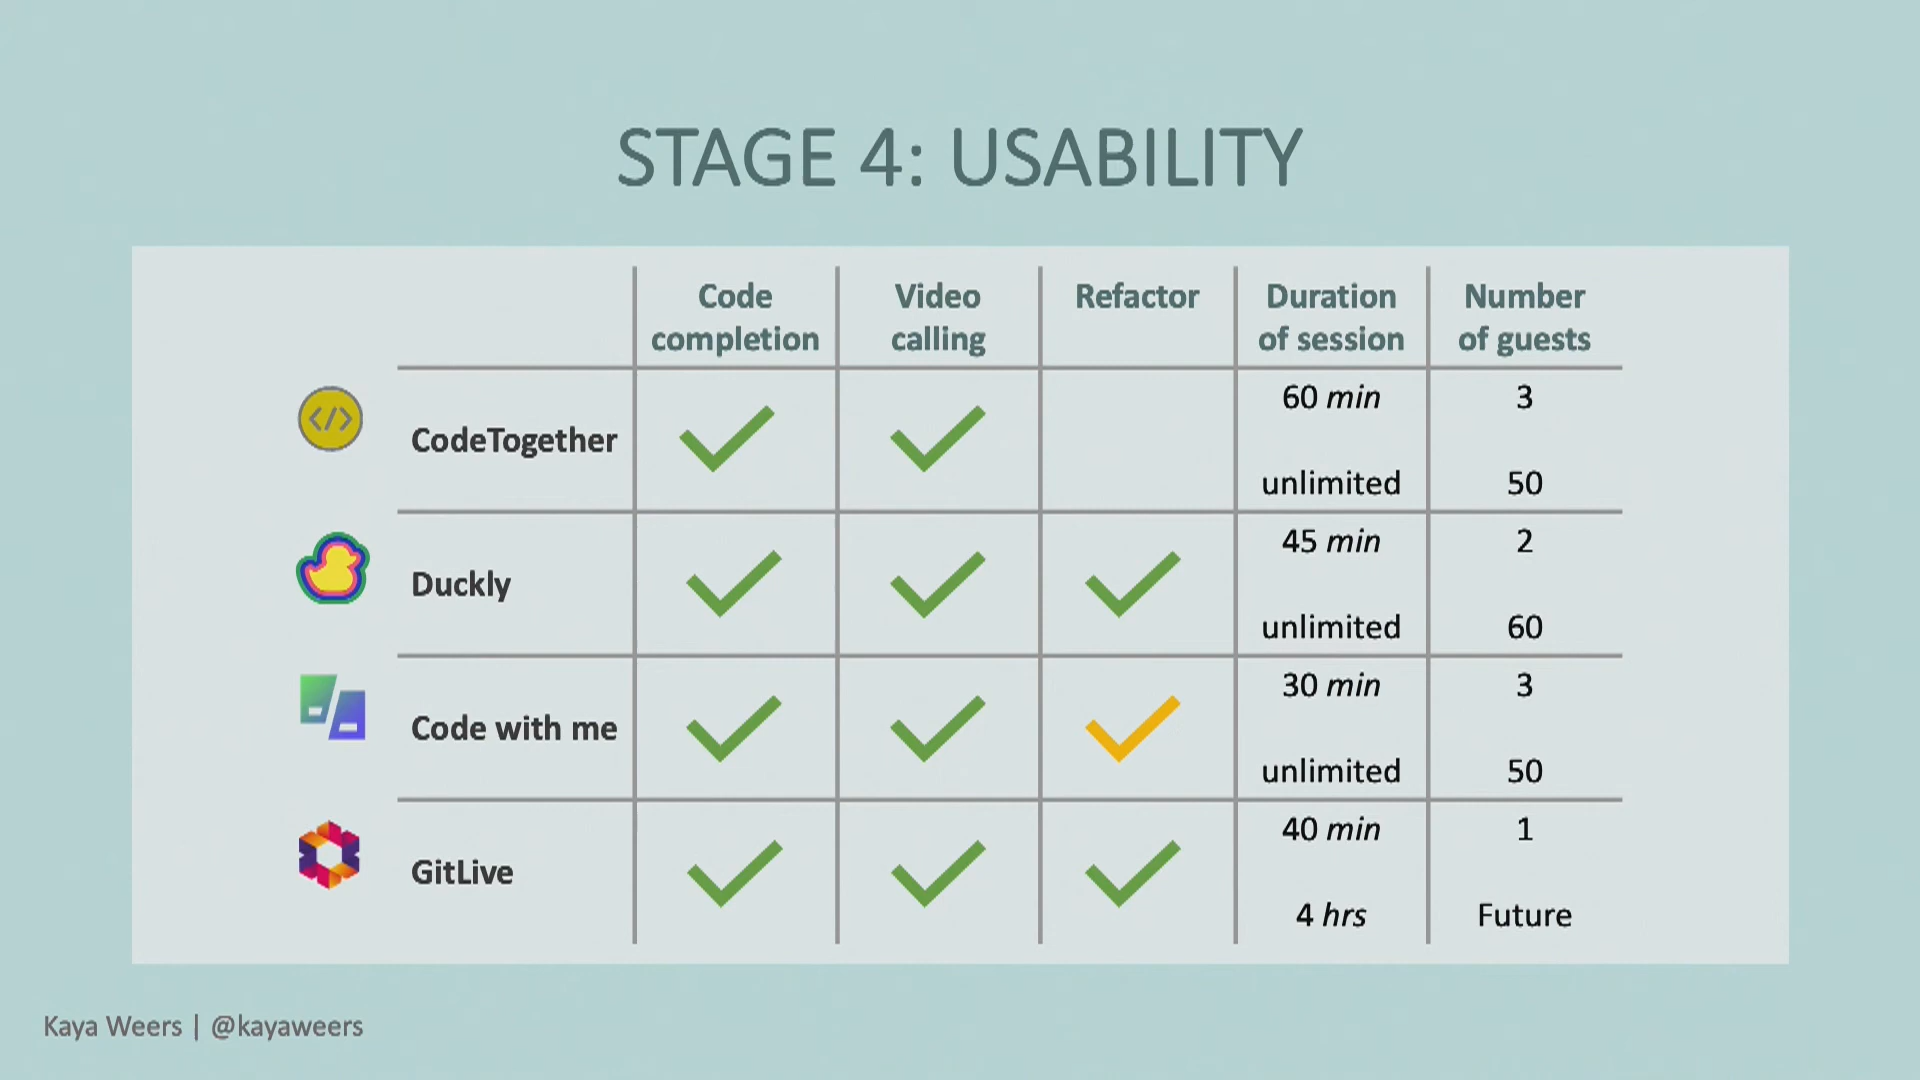 STAGE 4: USABILITY
Code completion
Video calling
Refactor
Duration of session
Number of guests
</>
CodeTogether
60 min
3
unlimited
50
Duckly
45 min
2
unlimited
60
Code with me
30 min
3
unlimited
50
GitLive
40 min
1
4 hrs
Future
Kaya Weers | @kayaweers